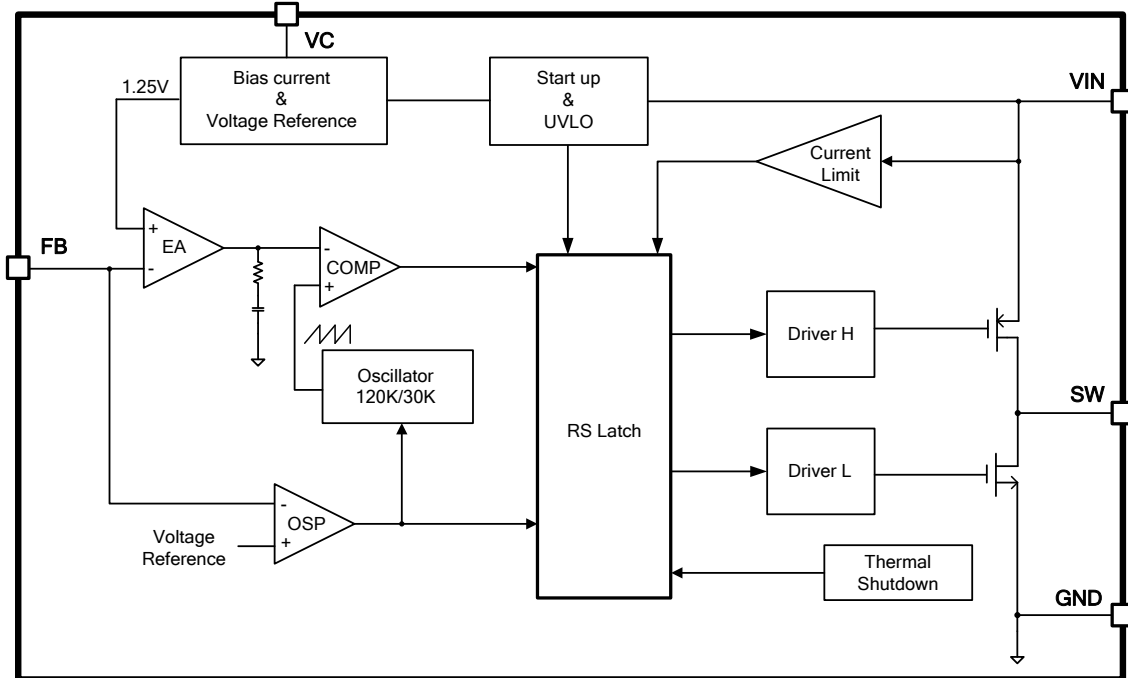 VC
1.25V
Bias current
&
Voltage Reference
Start up
&
UVLO
VIN
Current
Limit
FB
+
EA
-
-
COMP
+
Oscillator
120K/30K
Driver H
SW
RS Latch
Driver L
-
OSP
+
Voltage
Reference
Thermal
Shutdown
GND